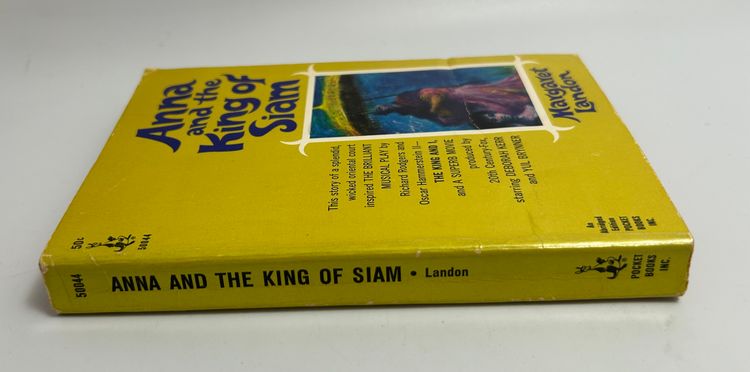 Anna
and the
King of
Siam
Margaret
Landon
This story of a splendid,
wicked oriental court
inspired THE BRILLIANT
MUSICAL PLAY by
Richard Rodgers and
Oscar Hammerstein II—
THE KING AND I,
and A SUPERB MOVIE
produced by
20th Century-Fox,
starring DEBORAH KERR
and YUL BRYNNER
50c
50044
An
Abridged
Edition
POCKET
BOOKS
INC.
50044
ANNA AND THE KING OF SIAM • Landon
POCKET
BOOKS
INC.